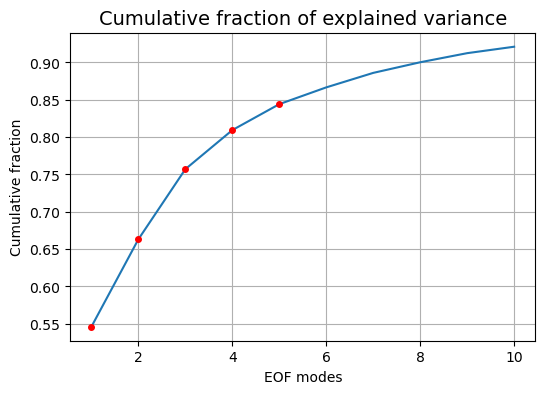 Cumulative fraction of explained variance
Cumulative fraction
0.90
0.85
0.80
0.75
0.70
0.65
0.60
0.55
2 4 6 8 10
EOF modes